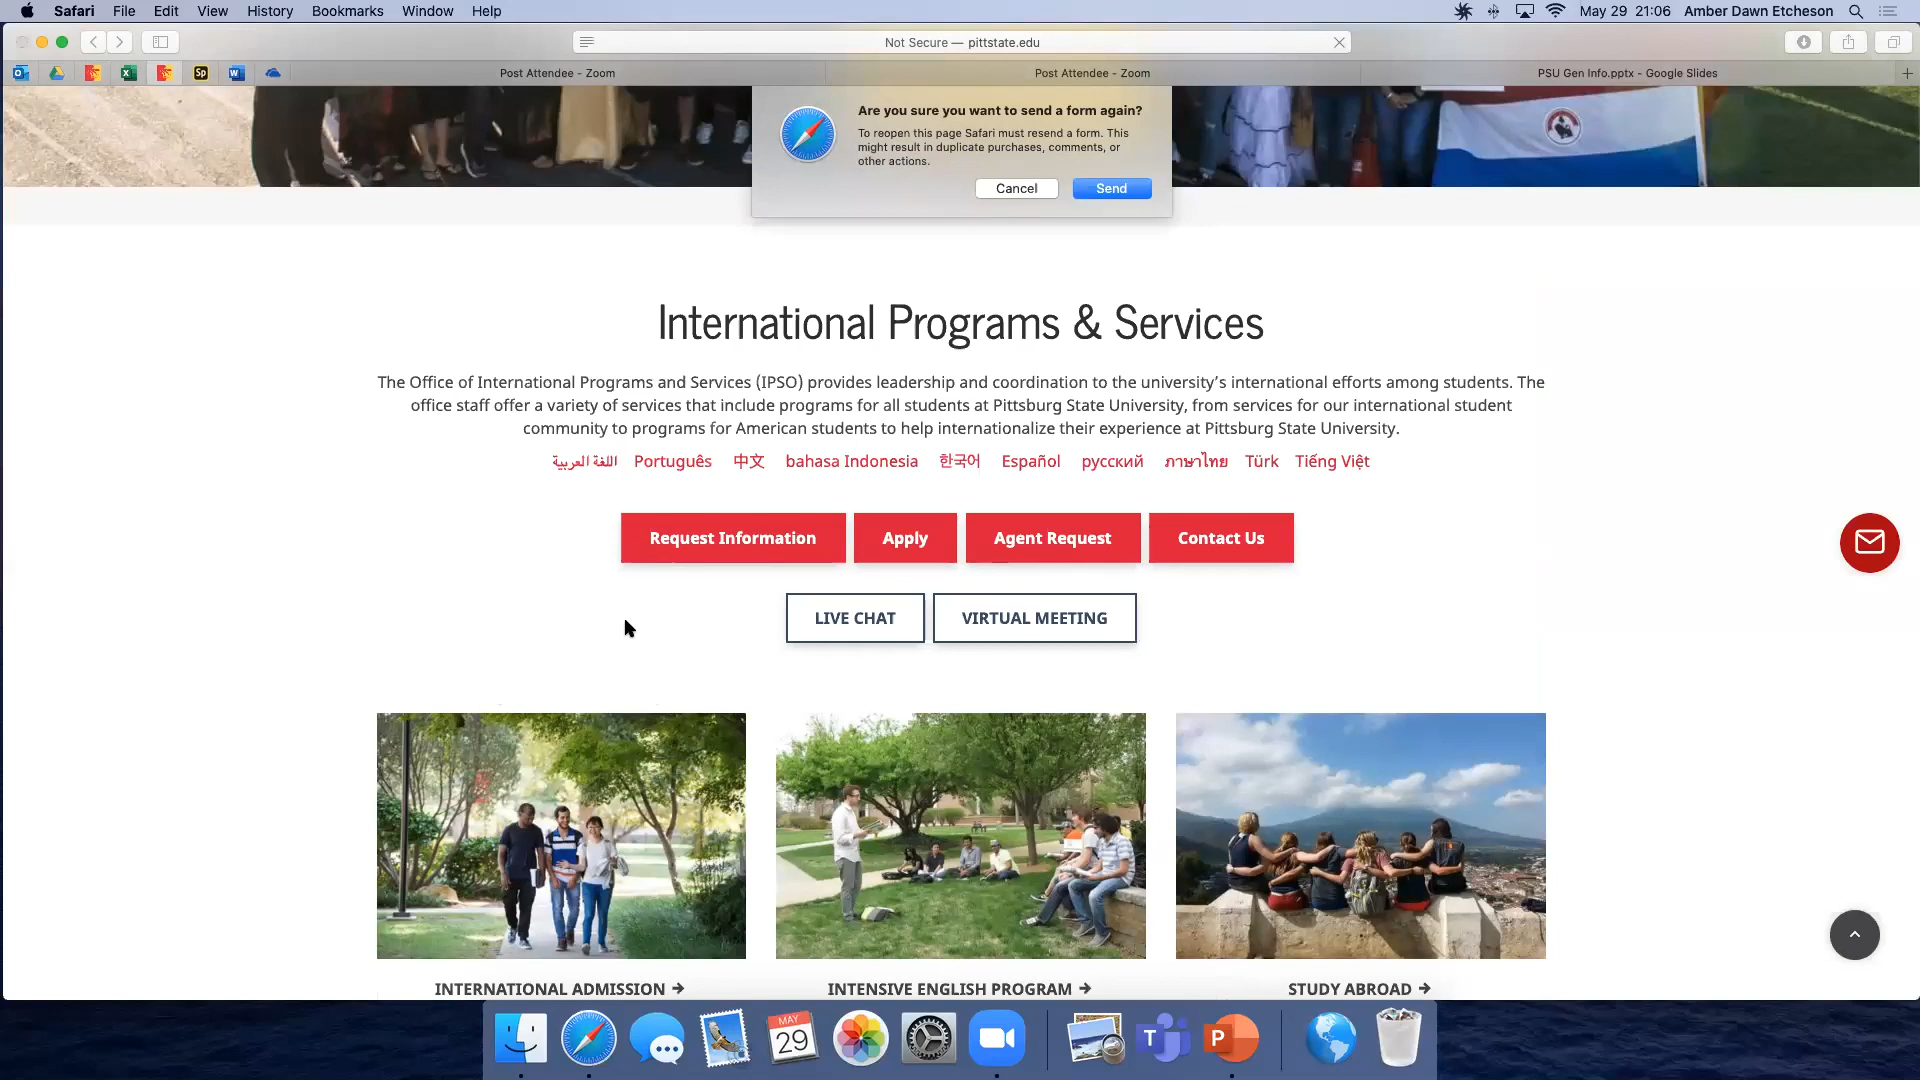 Safari File Edit View History Bookmarks Window Help May 29 21:06 Amber Dawn Etcheson
Not Secure — pittstate.edu
Post Attendee - Zoom Post Attendee - Zoom PSU Gen Info.pptx - Google Slides
Are you sure you want to send a form again?
To reopen this page Safari must resend a form. This
might result in duplicate purchases, comments, or
other actions.
Cancel Send
International Programs & Services
The Office of International Programs and Services (IPSO) provides leadership and coordination to the university's international efforts among students. The
office staff offer a variety of services that include programs for all students at Pittsburg State University, from services for our international student
community to programs for American students to help internationalize their experience at Pittsburg State University.
اللغة العربية Português 中文 bahasa Indonesia 한국어 Español русский ภาษาไทย Türk Tiếng Việt
Request Information Apply Agent Request Contact Us
LIVE CHAT VIRTUAL MEETING
INTERNATIONAL ADMISSION → INTENSIVE ENGLISH PROGRAM → STUDY ABROAD →
MAY
29
T P